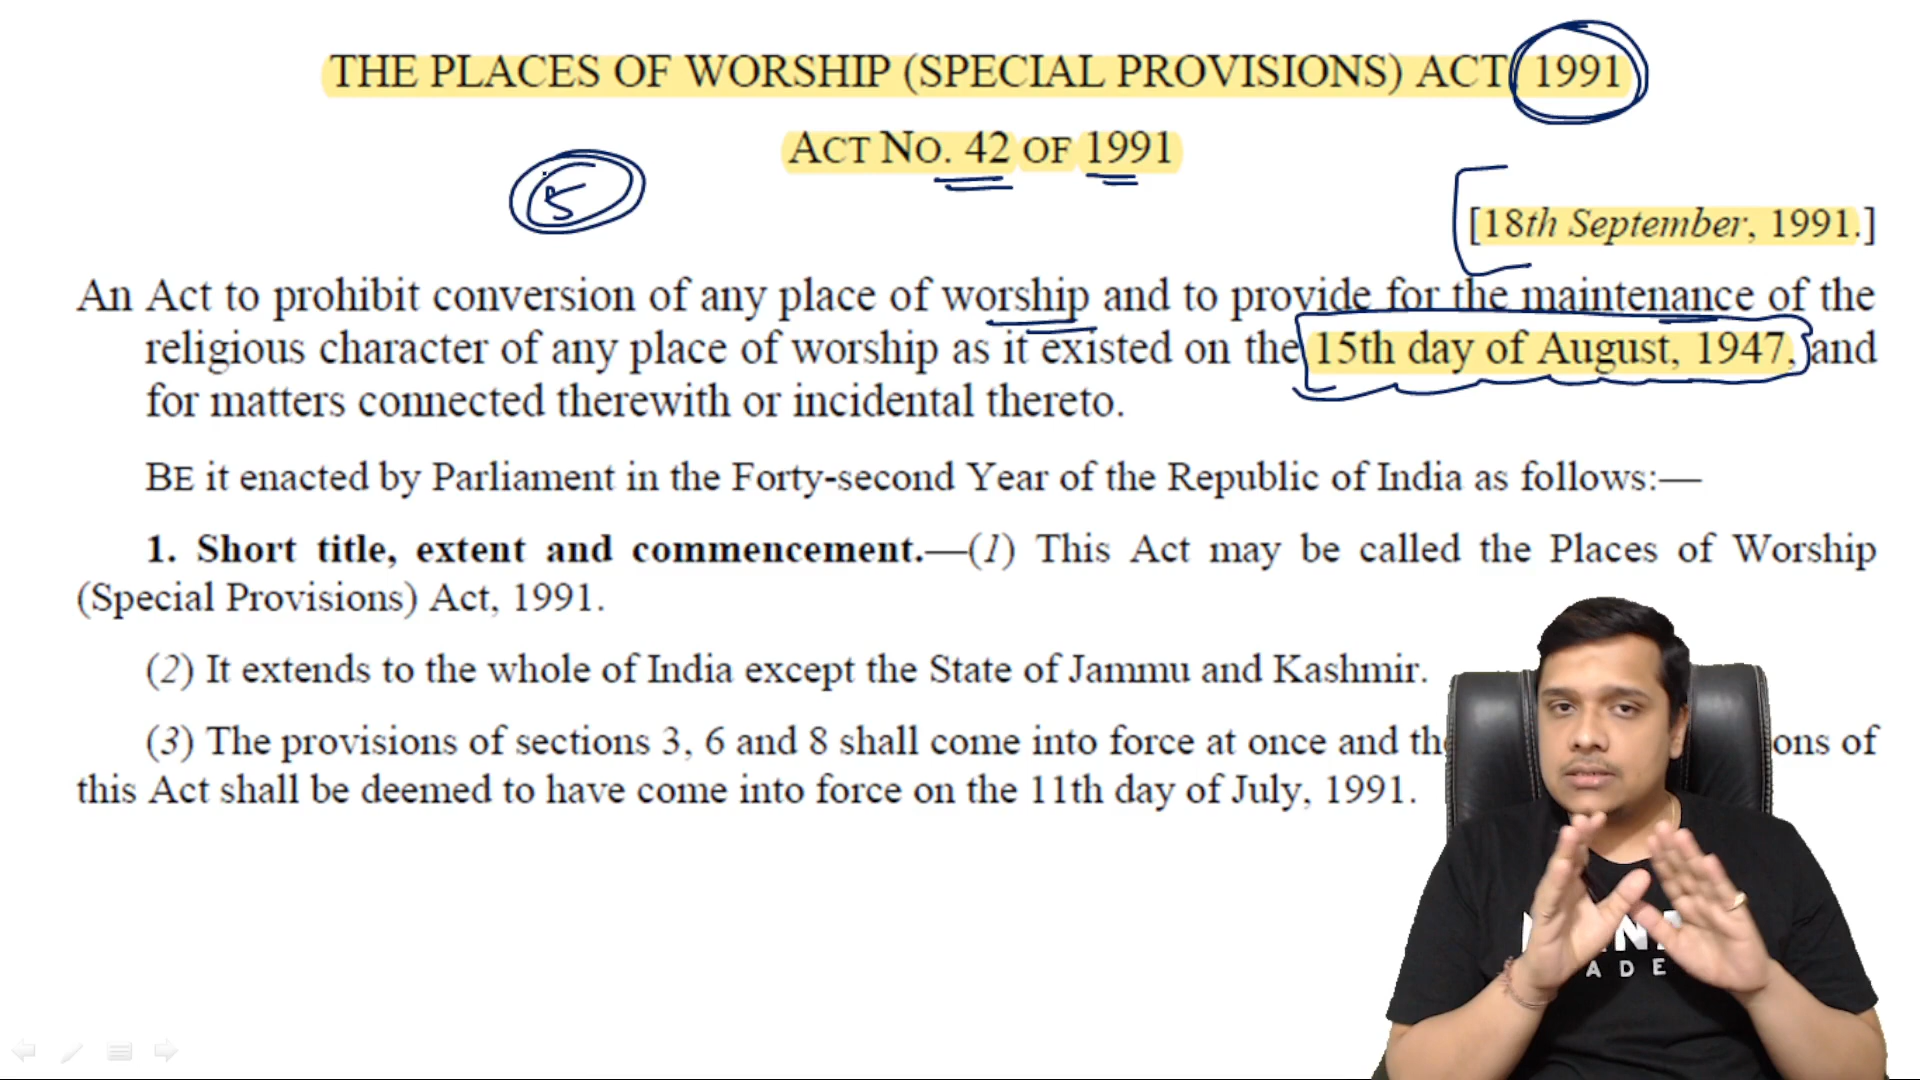 THE PLACES OF WORSHIP (SPECIAL PROVISIONS) ACT, 1991
ACT NO. 42 OF 1991
5
[18th September, 1991.]
An Act to prohibit conversion of any place of worship and to provide for the maintenance of the
religious character of any place of worship as it existed on the 15th day of August, 1947, and
for matters connected therewith or incidental thereto.
BE it enacted by Parliament in the Forty-second Year of the Republic of India as follows:—
1. Short title, extent and commencement.—(1) This Act may be called the Places of Worship
(Special Provisions) Act, 1991.
(2) It extends to the whole of India except the State of Jammu and Kashmir.
(3) The provisions of sections 3, 6 and 8 shall come into force at once and ons of
this Act shall be deemed to have come into force on the 11th day of July, 1991.